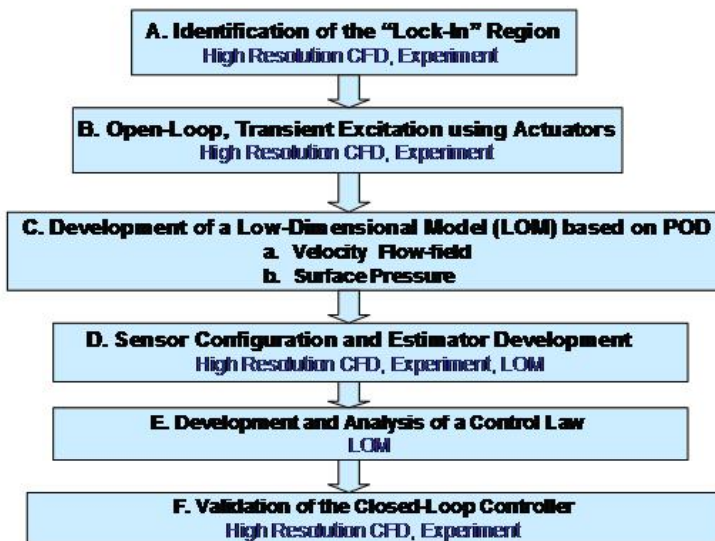 A. Identification of the “Lock-In” Region
High Resolution CFD, Experiment
B. Open-Loop, Transient Excitation using Actuators
High Resolution CFD, Experiment
C. Development of a Low-Dimensional Model (LOM) based on POD
a. Velocity Flow-field
b. Surface Pressure
D. Sensor Configuration and Estimator Development
High Resolution CFD, Experiment, LOM
E. Development and Analysis of a Control Law
LOM
F. Validation of the Closed-Loop Controller
High Resolution CFD, Experiment